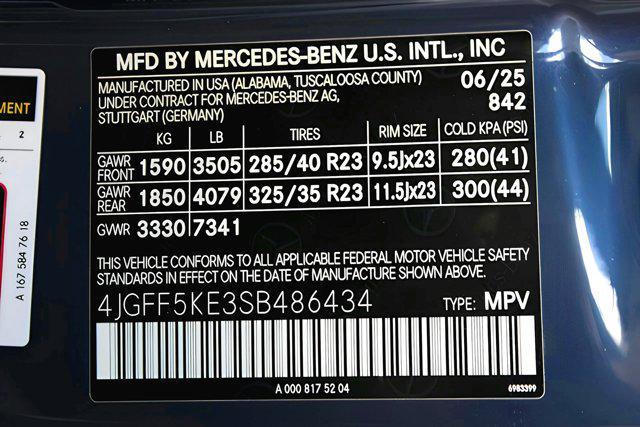 MFD BY MERCEDES-BENZ U.S. INTL., INC
MANUFACTURED IN USA (ALABAMA, TUSCALOOSA COUNTY) 06/25
UNDER CONTRACT FOR MERCEDES-BENZ AG, 842
STUTTGART (GERMANY)
KG LB TIRES RIM SIZE COLD KPA (PSI)
GAWR FRONT 1590 3505 285/40 R23 9.5Jx23 280(41)
GAWR REAR 1850 4079 325/35 R23 11.5Jx23 300(44)
GVWR 3330 7341
THIS VEHICLE CONFORMS TO ALL APPLICABLE FEDERAL MOTOR VEHICLE SAFETY
STANDARDS IN EFFECT ON THE DATE OF MANUFACTURE SHOWN ABOVE.
4JGFF5KE3SB486434 TYPE: MPV
A 000 817 52 04 6983399
MENT
2
A 167 584 76 18